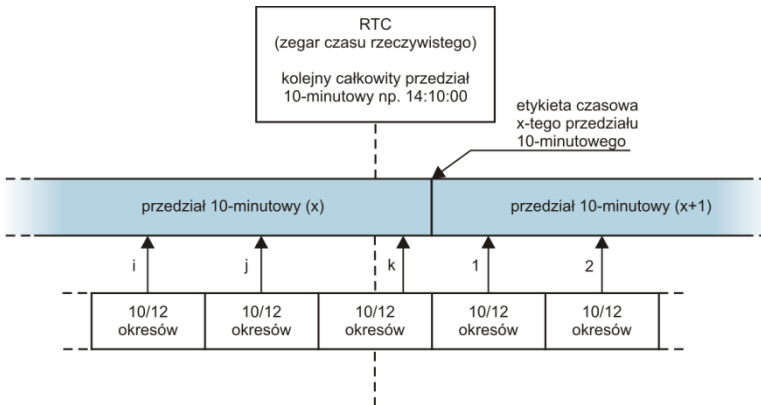 RTC
(zegar czasu rzeczywistego)
kolejny całkowity przedział
10-minutowy np. 14:10:00
etykieta czasowa
x-tego przedziału
10-minutowego
przedział 10-minutowy (x)
przedział 10-minutowy (x+1)
i
j
k
1
2
10/12
okresów
10/12
okresów
10/12
okresów
10/12
okresów
10/12
okresów